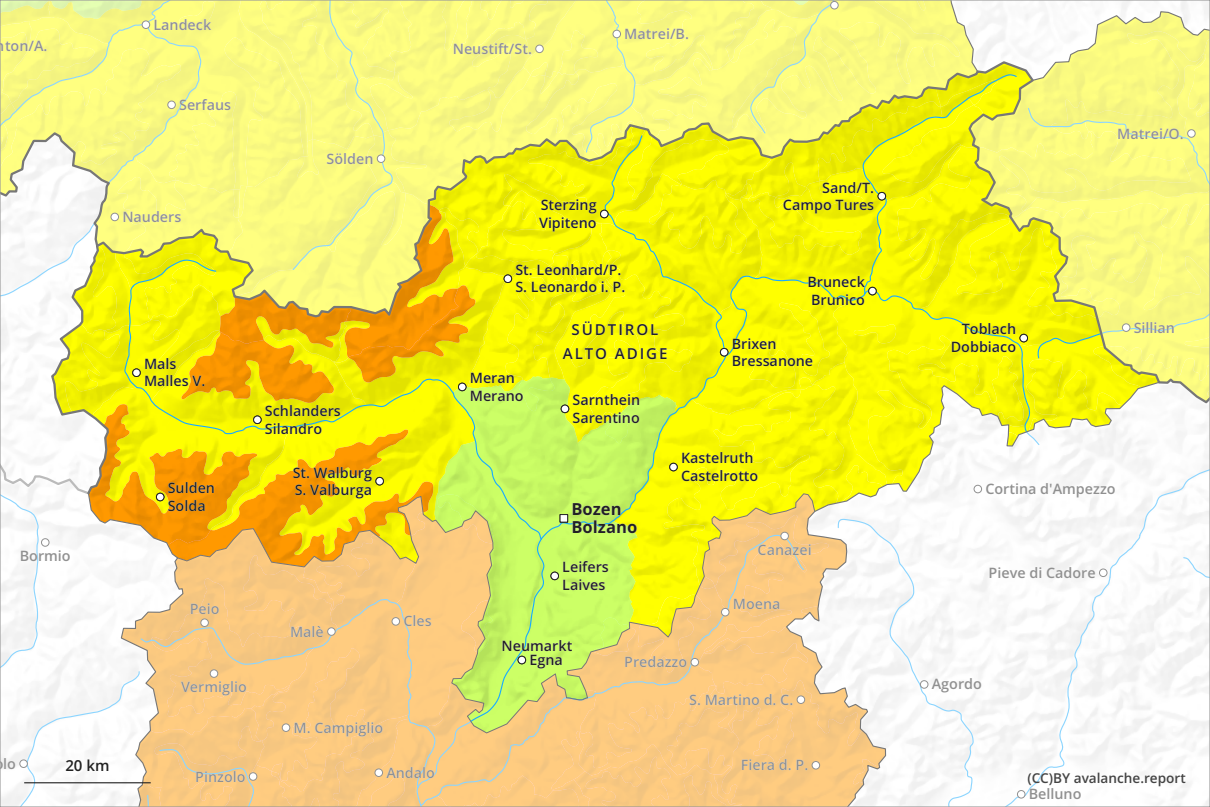 Landeck
Matrei/B.
nton/A.
Neustift/St.
Serfaus
Matrei/O.
Sölden
Sand/T.
Campo Tures
Sterzing
Vipiteno
Nauders
St. Leonhard/P.
S. Leonardo i. P.
Bruneck
Brunico
SÜDTIROL
ALTO ADIGE
Toblach
Dobbiaco
Sillian
Brixen
Bressanone
Mals
Malles V.
Meran
Merano
Schlanders
Silandro
Sarnthein
Sarentino
Kastelruth
Castelrotto
St. Walburg
S. Valburga
Sulden
Solda
Cortina d'Ampezzo
Bozen
Bolzano
Bormio
Canazei
Leifers
Laives
Pieve di Cadore
Peio
Moena
Malè
Cles
Neumarkt
Egna
Predazzo
Vermiglio
Agordo
S. Martino d. C.
M. Campiglio
20 km
lo
Pinzolo
Andalo
Fiera d. P.
(CC)BY avalanche.report
Belluno